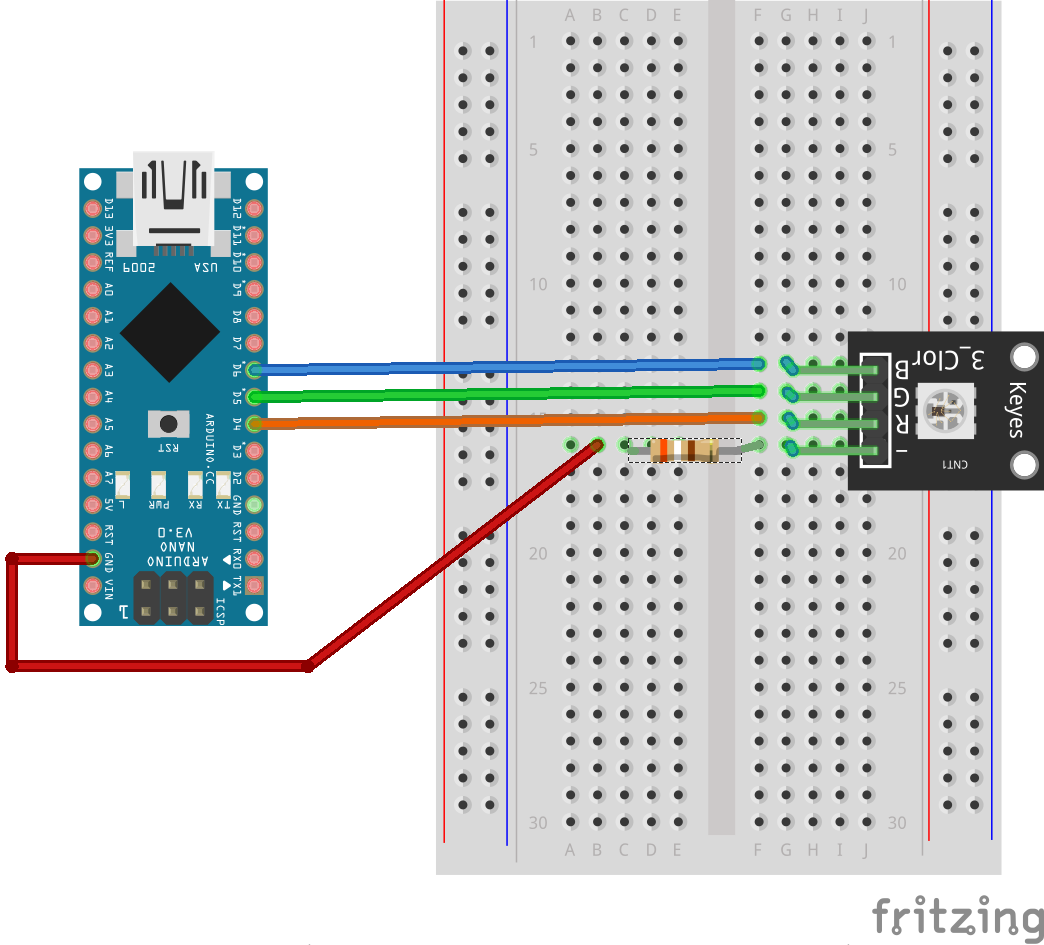 A B C D E F G H I J
1 1
5 5
10 10
15
20 20
25 25
30 30
A B C D E F G H I J
D13
3V3
REF
A0
A1
A2
A3
A4
A5
A6
A7
5V
RST
GND
VIN
D12
D11
D10
D9
D8
D7
D6
D5
D4
D3
D2
GND
RST
RX0
TX1
USA
2009
RST
ARDUINO.CC
TX
RX
PWR
L
ARDUINO
NANO
V3.0
ICSP
1
3_Clor
B
G
R
-
CNT1
Keyes
fritzing